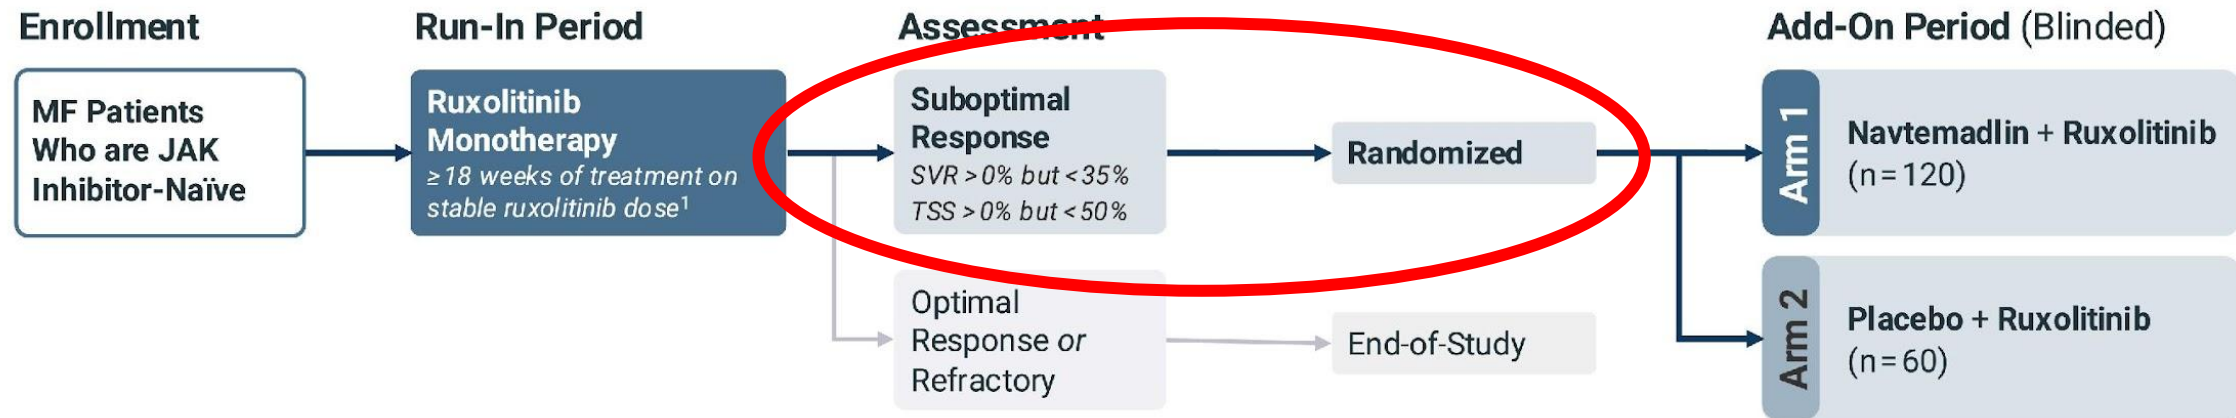 Enrollment
MF Patients
Who are JAK
Inhibitor-Naïve
Run-In Period
Ruxolitinib
Monotherapy
≥18 weeks of treatment on
stable ruxolitinib dose¹
Assessment
Suboptimal
Response
SVR >0% but <35%
TSS >0% but <50%
Randomized
Optimal
Response or
Refractory
End-of-Study
Add-On Period (Blinded)
Arm 1
Navtemadlin + Ruxolitinib
(n=120)
Arm 2
Placebo + Ruxolitinib
(n=60)